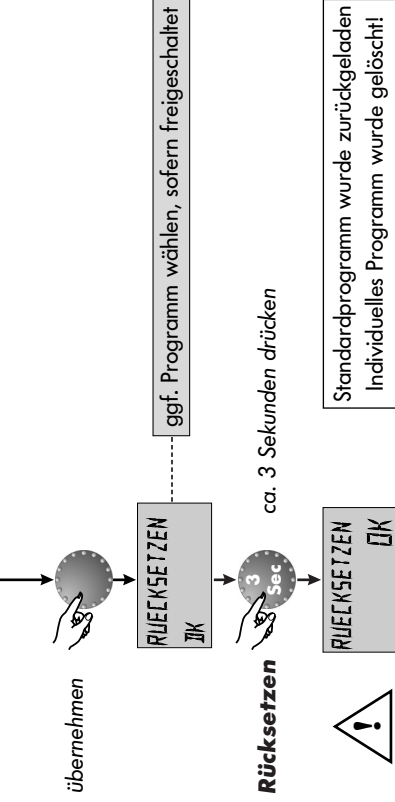 übernehmen
RUECKSETZEN
DK
ggf. Programm wählen, sofern freigeschaltet
Rücksetzen
3
Sec
ca. 3 Sekunden drücken
!
RUECKSETZEN
OK
Standardprogramm wurde zurückgeladen
Individuelles Programm wurde gelöscht!